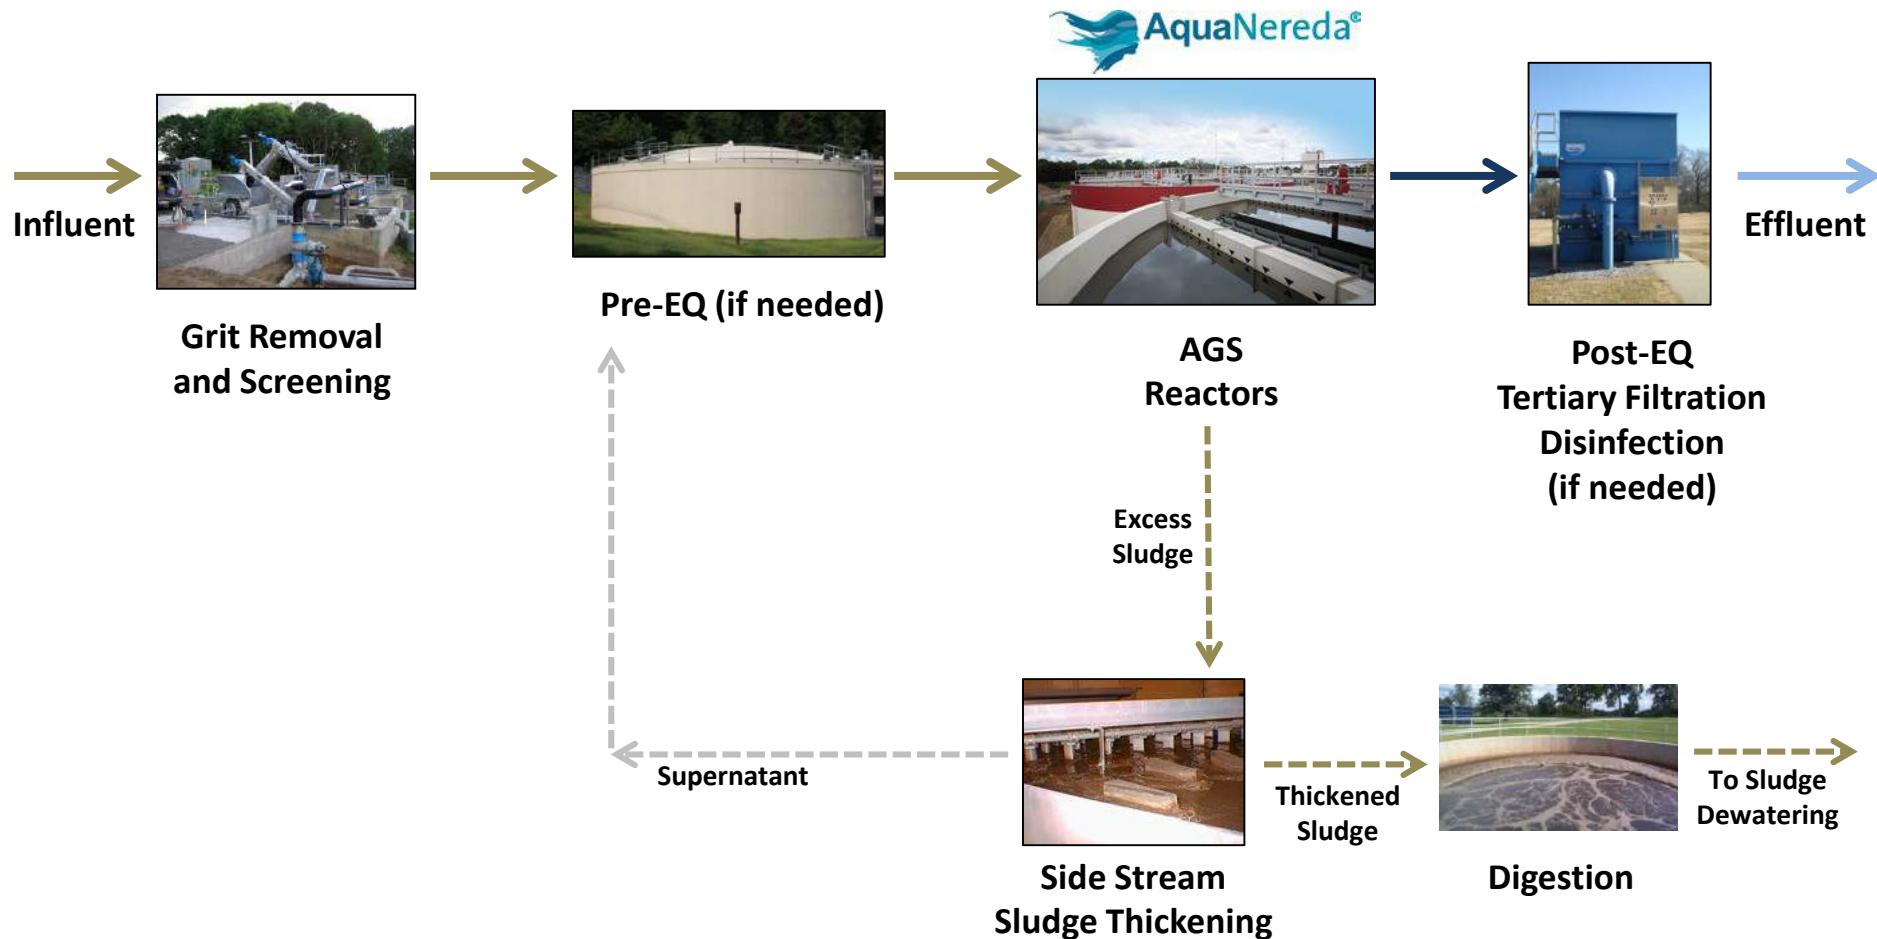 AquaNereda®
Influent
Grit Removal
and Screening
Pre-EQ (if needed)
AGS
Reactors
Post-EQ
Tertiary Filtration
Disinfection
(if needed)
Effluent
Excess
Sludge
Supernatant
Thickened
Sludge
To Sludge
Dewatering
Side Stream
Sludge Thickening
Digestion